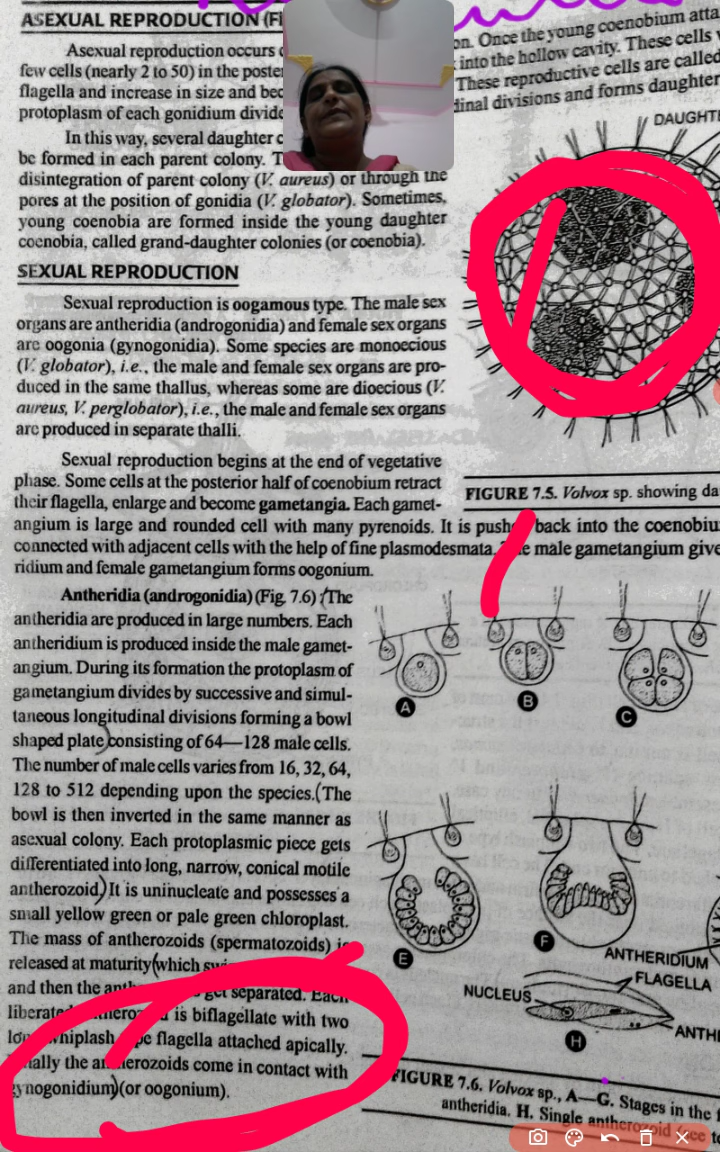 ASEXUAL REPRODUCTION
Asexual reproduction occurs
few cells (nearly 2 to 50) in the
flagella and increase in size and
protoplasm of each gonidium
In this way, several daughter
be formed in each parent colony.
disintegration of parent colony (V. aureus) or through the
pores at the position of gonidia (V. globator). Sometimes,
young coenobia are formed inside the young daughter
coenobia, called grand-daughter colonies (or coenobia).
on. Once the young coenobium
into the hollow cavity. These cells
These reproductive cells are called
divisions and forms daughter
SEXUAL REPRODUCTION
Sexual reproduction is oogamous type. The male sex
organs are antheridia (androgonidia) and female sex organs
are oogonia (gynogonidia). Some species are monoecious
(V. globator), i.e., the male and female sex organs are pro-
duced in the same thallus, whereas some are dioecious (V.
aureus, V. perglobator), i.e., the male and female sex organs
are produced in separate thalli.
Sexual reproduction begins at the end of vegetative
phase. Some cells at the posterior half of coenobium retract
their flagella, enlarge and become gametangia. Each gamet-
angium is large and rounded cell with many pyrenoids. It is back into the
connected with adjacent cells with the help of fine plasmodesmata. male gametangium
ridium and female gametangium forms oogonium.
FIGURE 7.5. Volvox sp. showing
Antheridia (androgonidia) (Fig. 7.6) : The
antheridia are produced in large numbers. Each
antheridium is produced inside the male gamet-
angium. During its formation the protoplasm of
gametangium divides by successive and simul-
taneous longitudinal divisions forming a bowl
shaped plate consisting of 64—128 male cells.
The number of male cells varies from 16, 32, 64,
128 to 512 depending upon the species. (The
bowl is then inverted in the same manner as
asexual colony. Each protoplasmic piece gets
differentiated into long, narrow, conical motile
antherozoid.) It is uninucleate and possesses a
small yellow green or pale green chloroplast.
The mass of antherozoids (spermatozoids) is
released at maturity (which
and then the get separated. Each
liberated is biflagellate with two
flagella attached apically.
the come in contact with
gynogonidium) (or oogonium).
A
B
C
E
F
ANTHERIDIUM
FLAGELLA
NUCLEUS
H
FIGURE 7.6. Volvox sp., A—G. Stages in the
antheridia. H. Single antherozoid